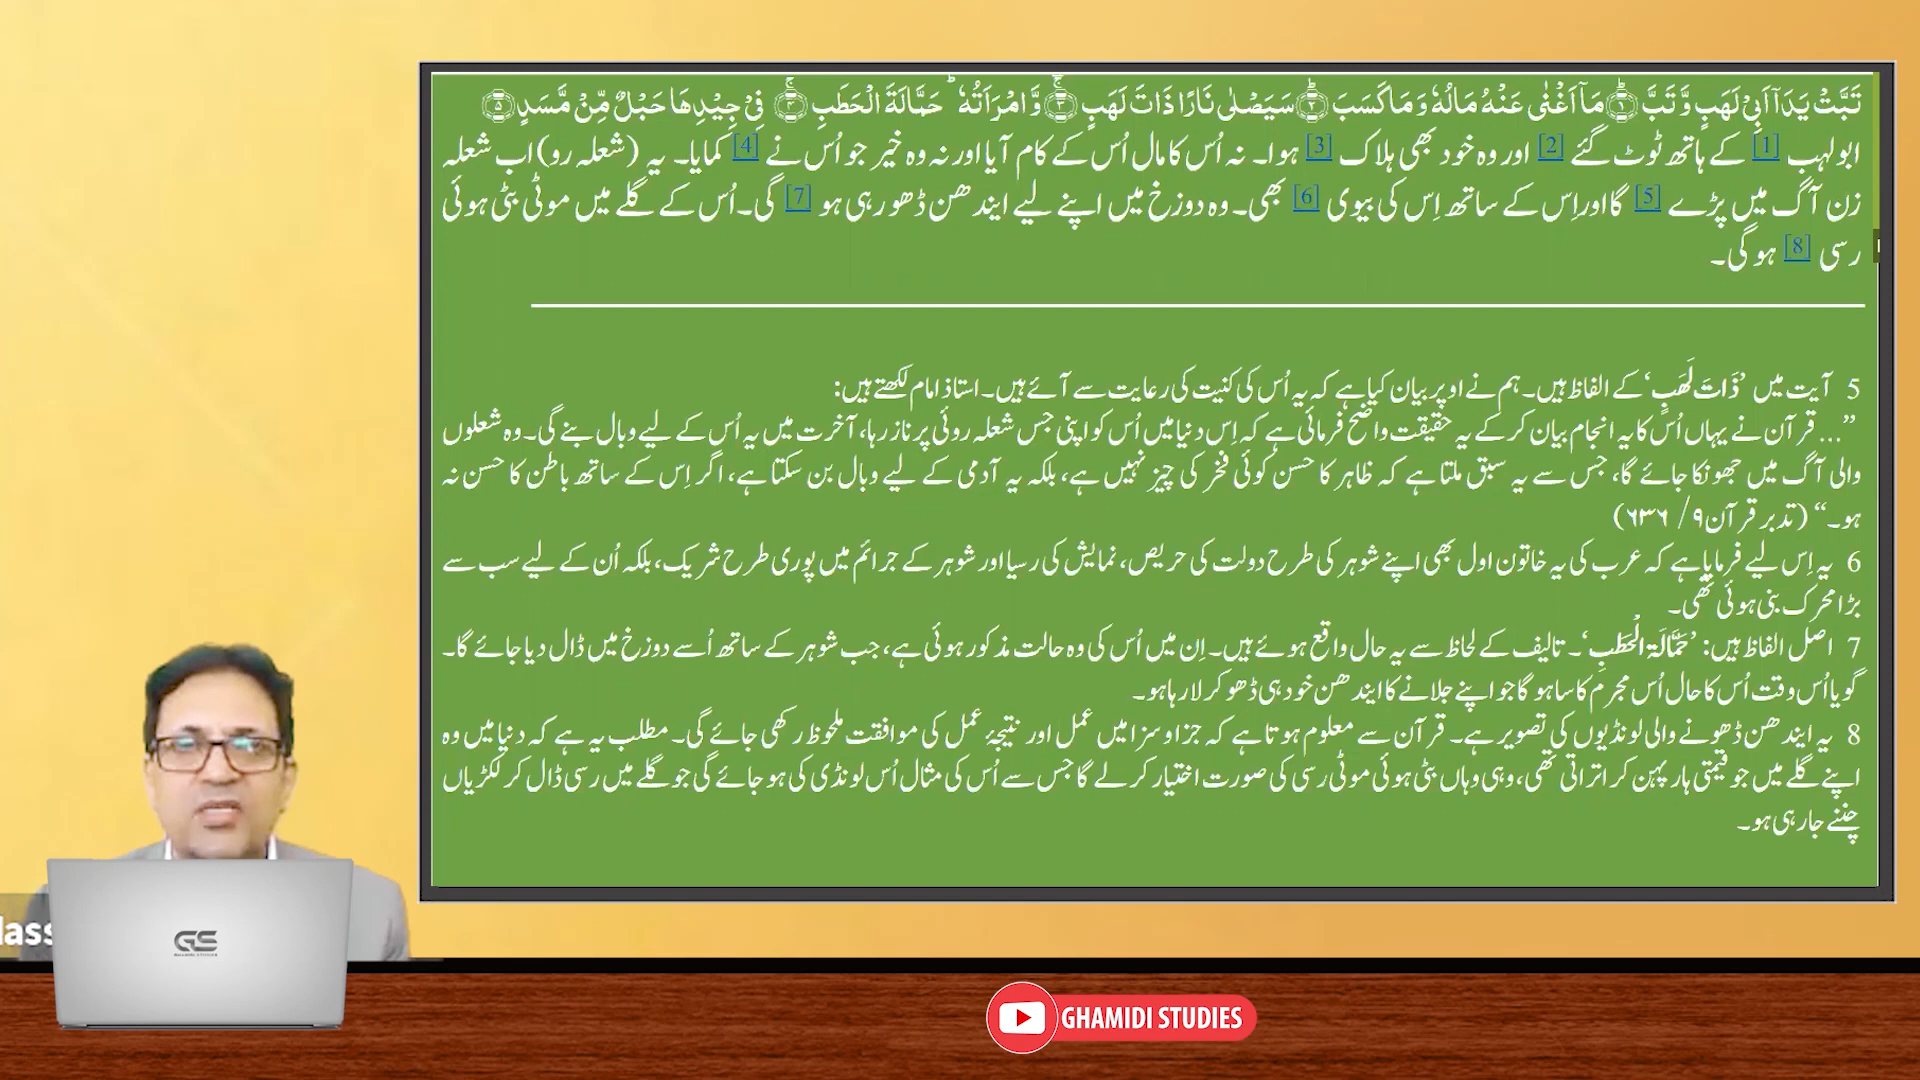 تَبَّتْ يَدَآ اَبِيْ لَهَبٍ وَّتَبَّ ﴿۱﴾ مَآ اَغْنٰى عَنْهُ مَالُهٗ وَمَا كَسَبَ ﴿۲﴾ سَيَصْلٰى نَارًا ذَاتَ لَهَبٍ ﴿۳﴾ وَّامْرَاَتُهٗ ؕ حَمَّالَةَ الْحَطَبِ ﴿۴﴾ فِيْ جِيْدِهَا حَبْلٌ مِّنْ مَّسَدٍ ﴿۵﴾
ابولہب [1] کے ہاتھ ٹوٹ گئے [2] اور وہ خود بھی ہلاک [3] ہوا۔ نہ اُس کا مال اُس کے کام آیا اور نہ وہ خیر جو اُس نے [4] کمایا۔ یہ (شعلہ رو) اب شعلہ
زن آگ میں پڑے [5] گا اور اِس کے ساتھ اِس کی بیوی [6] بھی۔ وہ دوزخ میں اپنے لیے ایندھن ڈھو رہی ہو [7] گی۔ اُس کے گلے میں موٹی بٹی ہوئی
رسی [8] ہو گی۔
5 آیت میں ’ذَاتَ لَهَبٍ‘ کے الفاظ ہیں۔ ہم نے اوپر بیان کیا ہے کہ یہ اُس کی کنیت کی رعایت سے آئے ہیں۔ استاذ امام لکھتے ہیں:
”...قرآن نے یہاں اُس کا یہ انجام بیان کر کے یہ حقیقت واضح فرمائی ہے کہ اِس دنیا میں اُس کو اپنی جس شعلہ روئی پر ناز رہا، آخرت میں یہ اُس کے لیے وبال بنے گی۔ وہ شعلوں
والی آگ میں جھونکا جائے گا، جس سے یہ سبق ملتا ہے کہ ظاہر کا حسن کوئی فخر کی چیز نہیں ہے، بلکہ یہ آدمی کے لیے وبال بن سکتا ہے، اگر اِس کے ساتھ باطن کا حسن نہ
ہو۔“ (تدبر قرآن ۹/ ۶۳۶)
6 یہ اِس لیے فرمایا ہے کہ عرب کی یہ خاتون اول بھی اپنے شوہر کی طرح دولت کی حریص، نمایش کی رسیا اور شوہر کے جرائم میں پوری طرح شریک، بلکہ اُن کے لیے سب سے
بڑا محرک بنی ہوئی تھی۔
7 اصل الفاظ ہیں: ’حَمَّالَةَ الْحَطَبِ‘۔ تالیف کے لحاظ سے یہ حال واقع ہوئے ہیں۔ اِن میں اُس کی وہ حالت مذکور ہوئی ہے، جب شوہر کے ساتھ اُسے دوزخ میں ڈال دیا جائے گا۔
گویا اُس وقت اُس کا حال اُس مجرم کا سا ہو گا جو اپنے جلانے کا ایندھن خود ہی ڈھو کر لا رہا ہو۔
8 یہ ایندھن ڈھونے والی لونڈیوں کی تصویر ہے۔ قرآن سے معلوم ہوتا ہے کہ جزا و سزا میں عمل اور نتیجۂ عمل کی موافقت ملحوظ رکھی جائے گی۔ مطلب یہ ہے کہ دنیا میں وہ
اپنے گلے میں جو قیمتی ہار پہن کر اتراتی تھی، وہی وہاں بٹی ہوئی موٹی رسی کی صورت اختیار کر لے گا جس سے اُس کی مثال اُس لونڈی کی ہو جائے گی جو گلے میں رسی ڈال کر لکڑیاں
چننے جا رہی ہو۔
GS
GHAMIDI STUDIES